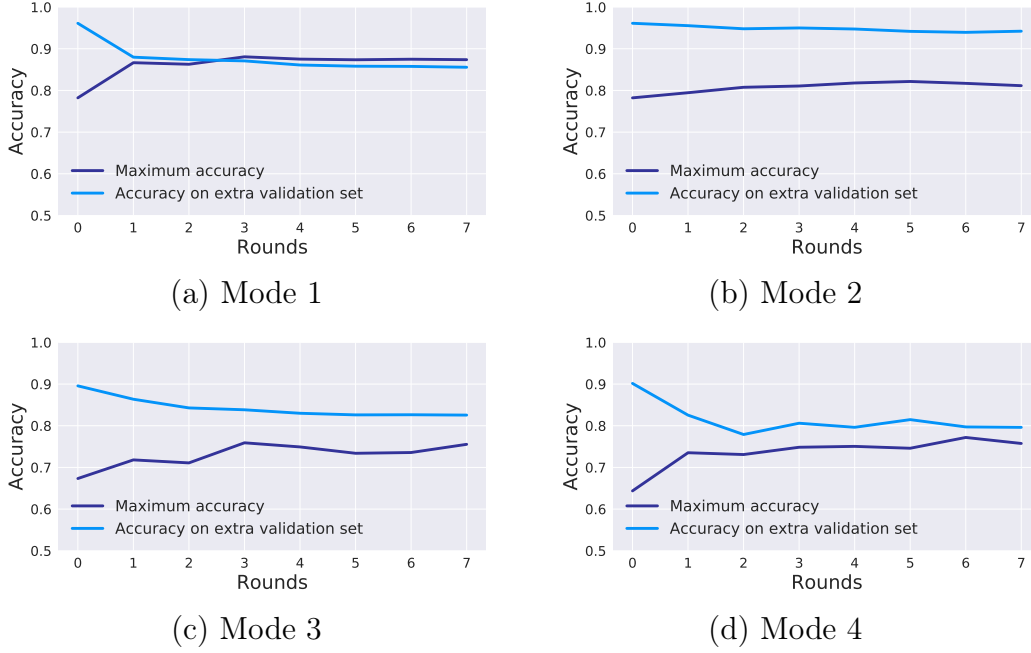 1.0
0.9
0.8
0.7
0.6
0.5
Accuracy
Maximum accuracy
Accuracy on extra validation set
0 1 2 3 4 5 6 7
Rounds
(a) Mode 1
1.0
0.9
0.8
0.7
0.6
0.5
Accuracy
Maximum accuracy
Accuracy on extra validation set
0 1 2 3 4 5 6 7
Rounds
(b) Mode 2
1.0
0.9
0.8
0.7
0.6
0.5
Accuracy
Maximum accuracy
Accuracy on extra validation set
0 1 2 3 4 5 6 7
Rounds
(c) Mode 3
1.0
0.9
0.8
0.7
0.6
0.5
Accuracy
Maximum accuracy
Accuracy on extra validation set
0 1 2 3 4 5 6 7
Rounds
(d) Mode 4